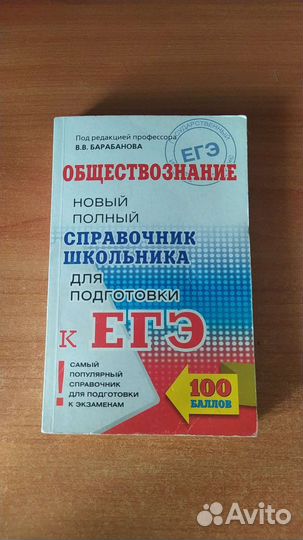 Под редакцией профессора
В.В. БАРАБАНОВА
ГОСУДАРСТВЕННЫЙ
ЕГЭ
ОБЩЕСТВОЗНАНИЕ
НОВЫЙ
ПОЛНЫЙ
СПРАВОЧНИК
ШКОЛЬНИКА
ДЛЯ
ПОДГОТОВКИ
К ЕГЭ
! САМЫЙ
ПОПУЛЯРНЫЙ
СПРАВОЧНИК
ДЛЯ ПОДГОТОВКИ
К ЭКЗАМЕНАМ
100
БАЛЛОВ
Avito